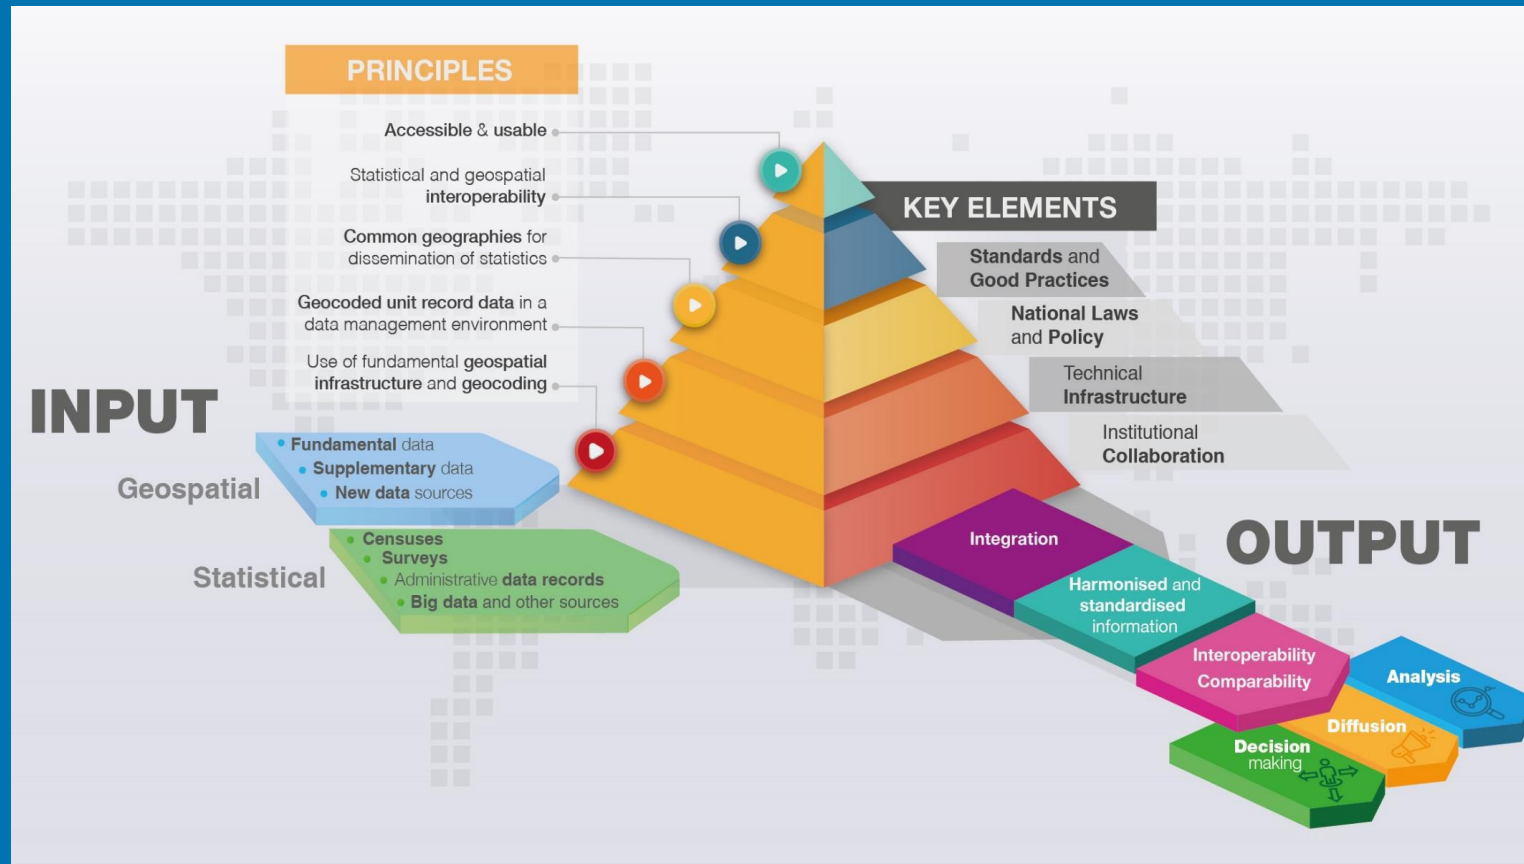 PRINCIPLES
Accessible & usable
Statistical and geospatial
interoperability
Common geographies for
dissemination of statistics
Geocoded unit record data in a
data management environment
Use of fundamental geospatial
infrastructure and geocoding
KEY ELEMENTS
Standards and
Good Practices
National Laws
and Policy
Technical
Infrastructure
Institutional
Collaboration
INPUT
Geospatial
• Fundamental data
• Supplementary data
• New data sources
Statistical
• Censuses
• Surveys
• Administrative data records
• Big data and other sources
OUTPUT
Integration
Harmonised and
standardised
information
Interoperability
Comparability
Analysis
Diffusion
Decision
making